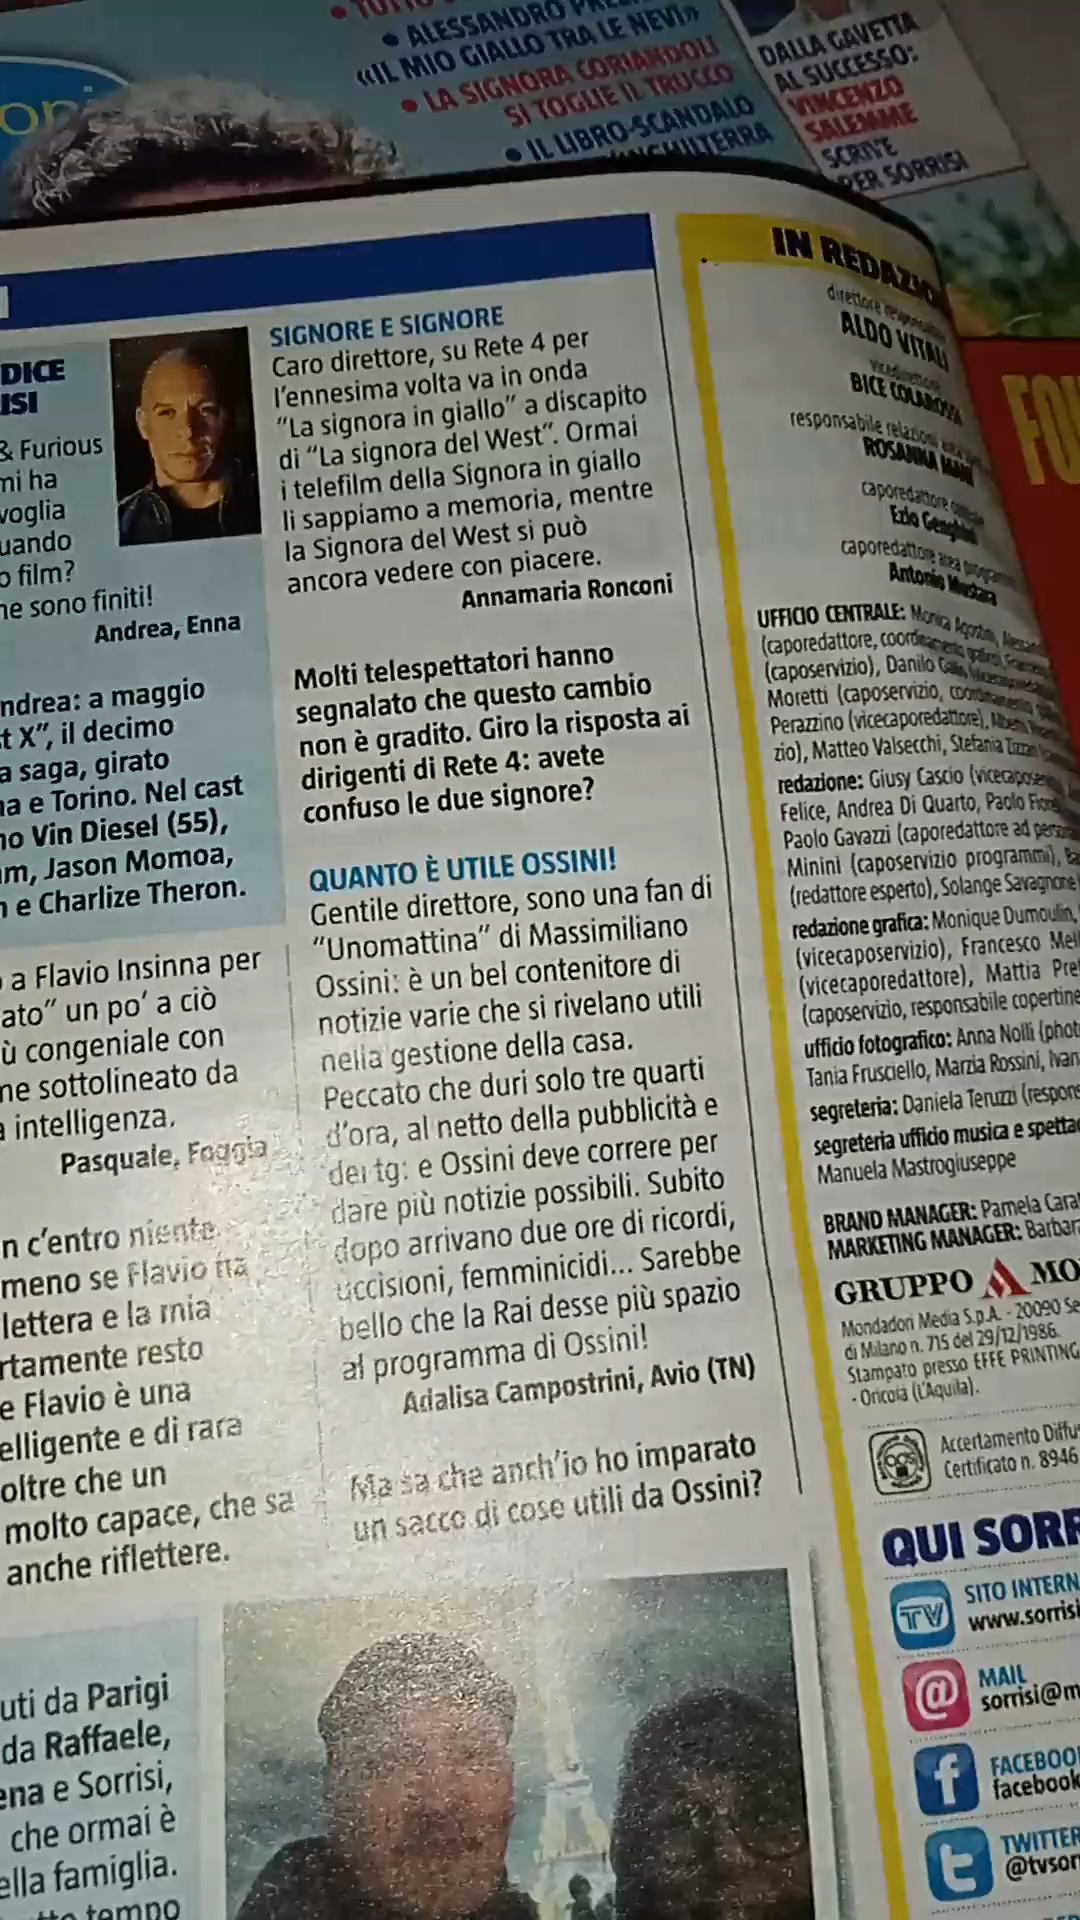 • ALESSANDRO
«IL MIO GIALLO TRA LE NEVI»
• LA SIGNORA CORIANDOLI
SI TOGLIE IL TRUCCO
• IL LIBRO-SCANDALO
DALLA GAVETTA
AL SUCCESSO:
VINCENZO
SALEMME
SCRIVE
PER SORRISI
DICE
ISI
& Furious
mi ha
voglia
uando
o film?
ne sono finiti!
Andrea, Enna
ndrea: a maggio
t X”, il decimo
a saga, girato
na e Torino. Nel cast
no Vin Diesel (55),
am, Jason Momoa,
n e Charlize Theron.
o a Flavio Insinna per
ato” un po’ a ciò
ù congeniale con
me sottolineato da
a intelligenza.
Pasquale, Foggia
n c’entro niente.
meno se Flavio ha
lettera e la mia
rtamente resto
e Flavio è una
elligente e di rara
oltre che un
molto capace, che sa
anche riflettere.
uti da Parigi
da Raffaele,
ena e Sorrisi,
che ormai è
ella famiglia.
tempo
SIGNORE E SIGNORE
Caro direttore, su Rete 4 per
l’ennesima volta va in onda
“La signora in giallo” a discapito
di “La signora del West”. Ormai
i telefilm della Signora in giallo
li sappiamo a memoria, mentre
la Signora del West si può
ancora vedere con piacere.
Annamaria Ronconi
Molti telespettatori hanno
segnalato che questo cambio
non è gradito. Giro la risposta ai
dirigenti di Rete 4: avete
confuso le due signore?
QUANTO È UTILE OSSINI!
Gentile direttore, sono una fan di
“Unomattina” di Massimiliano
Ossini: è un bel contenitore di
notizie varie che si rivelano utili
nella gestione della casa.
Peccato che duri solo tre quarti
d’ora, al netto della pubblicità e
dei tg: e Ossini deve correre per
dare più notizie possibili. Subito
dopo arrivano due ore di ricordi,
uccisioni, femminicidi... Sarebbe
bello che la Rai desse più spazio
al programma di Ossini!
Adalisa Campostrini, Avio (TN)
Ma sa che anch’io ho imparato
un sacco di cose utili da Ossini?
IN REDAZIO
direttore
ALDO VITALI
BICE
responsabile relazioni
ROSANNA
caporedattore
Ezio
caporedattore area
Antonio
UFFICIO CENTRALE: Monica
(caporedattore, coordinamento
(caposervizio), Danilo
Moretti (caposervizio,
Perazzino (vicecaporedattore),
zio), Matteo Valsecchi, Stefania
redazione: Giusy Cascio
Felice, Andrea Di Quarto, Paolo
Paolo Gavazzi (caporedattore ad
Minini (caposervizio programmi),
(redattore esperto), Solange Savagnone
redazione grafica: Monique Dumoulin,
(vicecaposervizio), Francesco Mel
(vicecaporedattore), Mattia Pre
(caposervizio, responsabile copertine
ufficio fotografico: Anna Nolli (phot
Tania Frusciello, Marzia Rossini, Ivan
segreteria: Daniela Teruzzi (respon
segreteria ufficio musica e spetta
Manuela Mastrogiuseppe
BRAND MANAGER: Pamela Cara
MARKETING MANAGER: Barbara
GRUPPO MO
Mondadori Media S.p.A. - 20090 Se
di Milano n. 715 del 29/12/1986.
Stampato presso EFFE PRINTING
- Oricola (L’Aquila).
Accertamento Diffu
Certificato n. 8946
QUI SORR
TV
SITO INTERN
www.sorrisi
@
MAIL
sorrisi@m
f
FACEBOO
facebook
t
TWITTER
@tvsor